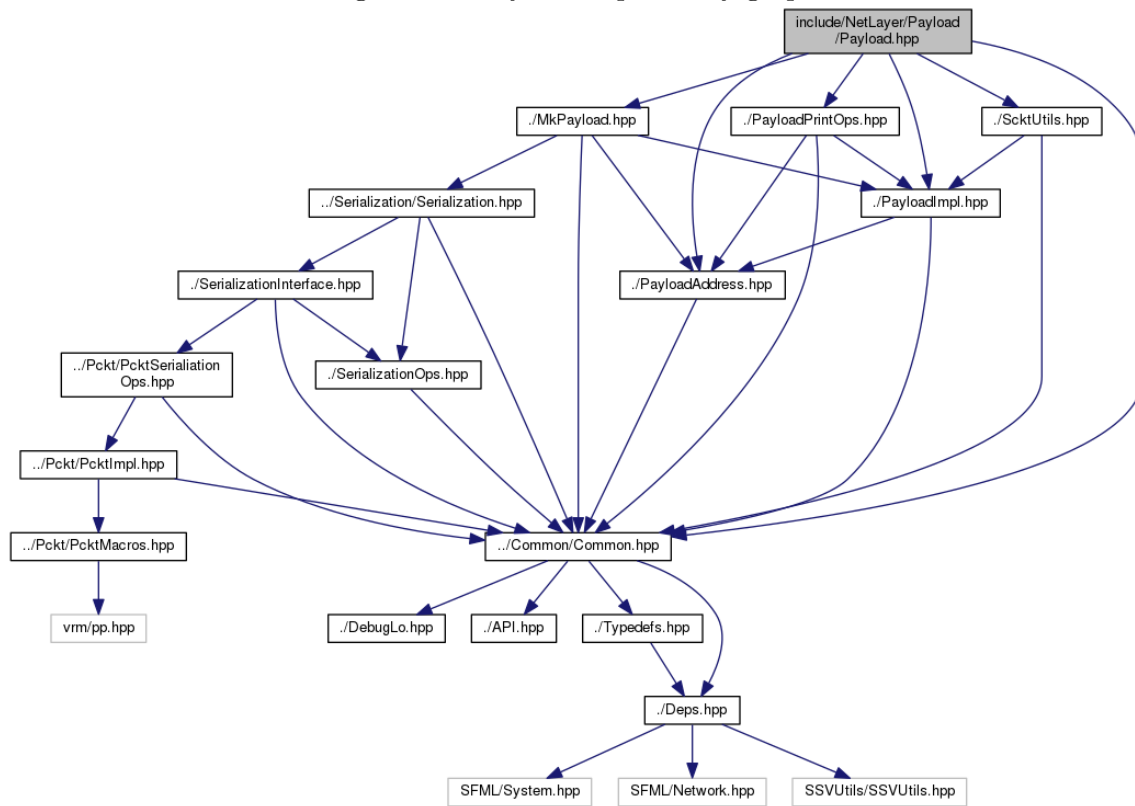 include/NetLayer/Payload
/Payload.hpp
./MkPayload.hpp
./PayloadPrintOps.hpp
./ScktUtils.hpp
../Serialization/Serialization.hpp
./PayloadImpl.hpp
./SerializationInterface.hpp
./PayloadAddress.hpp
../Pckt/PcktSerialiation
Ops.hpp
./SerializationOps.hpp
../Pckt/PcktImpl.hpp
../Pckt/PcktMacros.hpp
../Common/Common.hpp
vrm/pp.hpp
./DebugLo.hpp
./API.hpp
./Typedefs.hpp
./Deps.hpp
SFML/System.hpp
SFML/Network.hpp
SSVUtils/SSVUtils.hpp